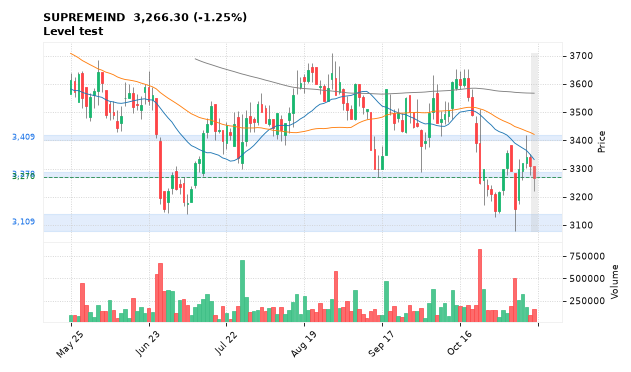 SUPREMEIND  3,266.30 (-1.25%)
Level test
3700
3600
3500
3400
3300
3200
3100
Price
3,409
3,270
3,109
750000
500000
250000
Volume
May 25
Jun 23
Jul 22
Aug 19
Sep 17
Oct 16